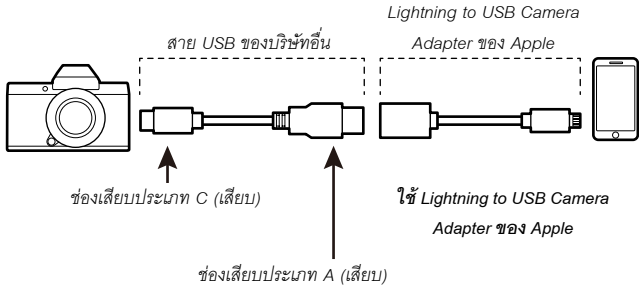 Lightning to USB Camera
Adapter ของ Apple
สาย USB ของบริษัทอื่น
ช่องเสียบประเภท C (เสียบ)
ใช้ Lightning to USB Camera
Adapter ของ Apple
ช่องเสียบประเภท A (เสียบ)